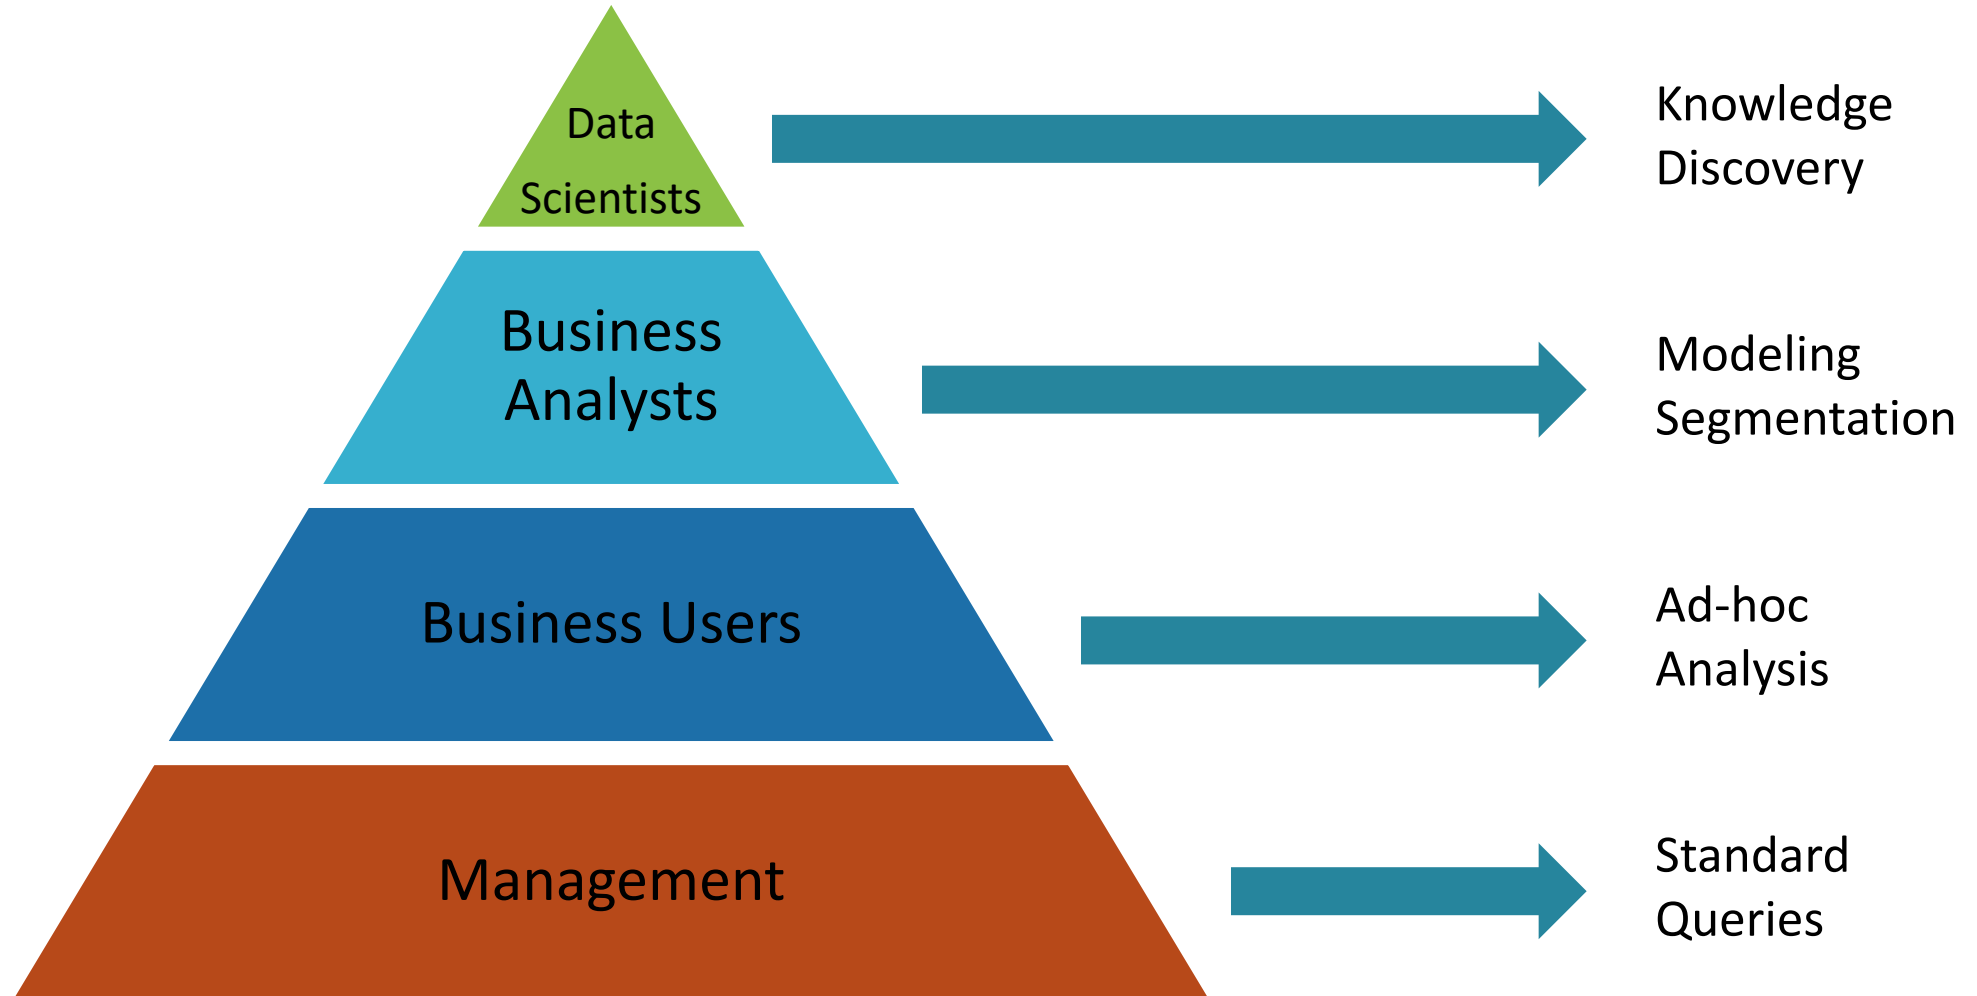 Data
Scientists
Knowledge
Discovery
Business
Analysts
Modeling
Segmentation
Business Users
Ad-hoc
Analysis
Management
Standard
Queries